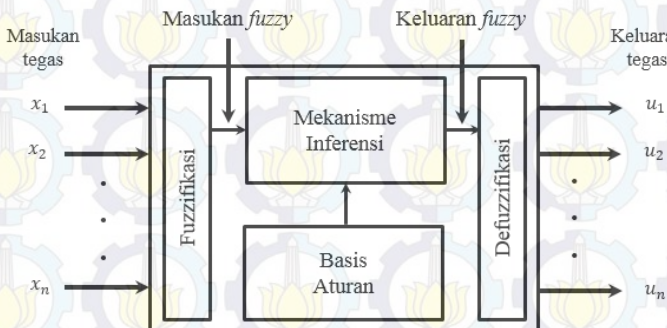 Masukan fuzzy
Keluaran fuzzy
Masukan
tegas
x1
x2
xn
Fuzzifikasi
Mekanisme
Inferensi
Basis
Aturan
Defuzzifikasi
Keluara
tegas
u1
u2
un